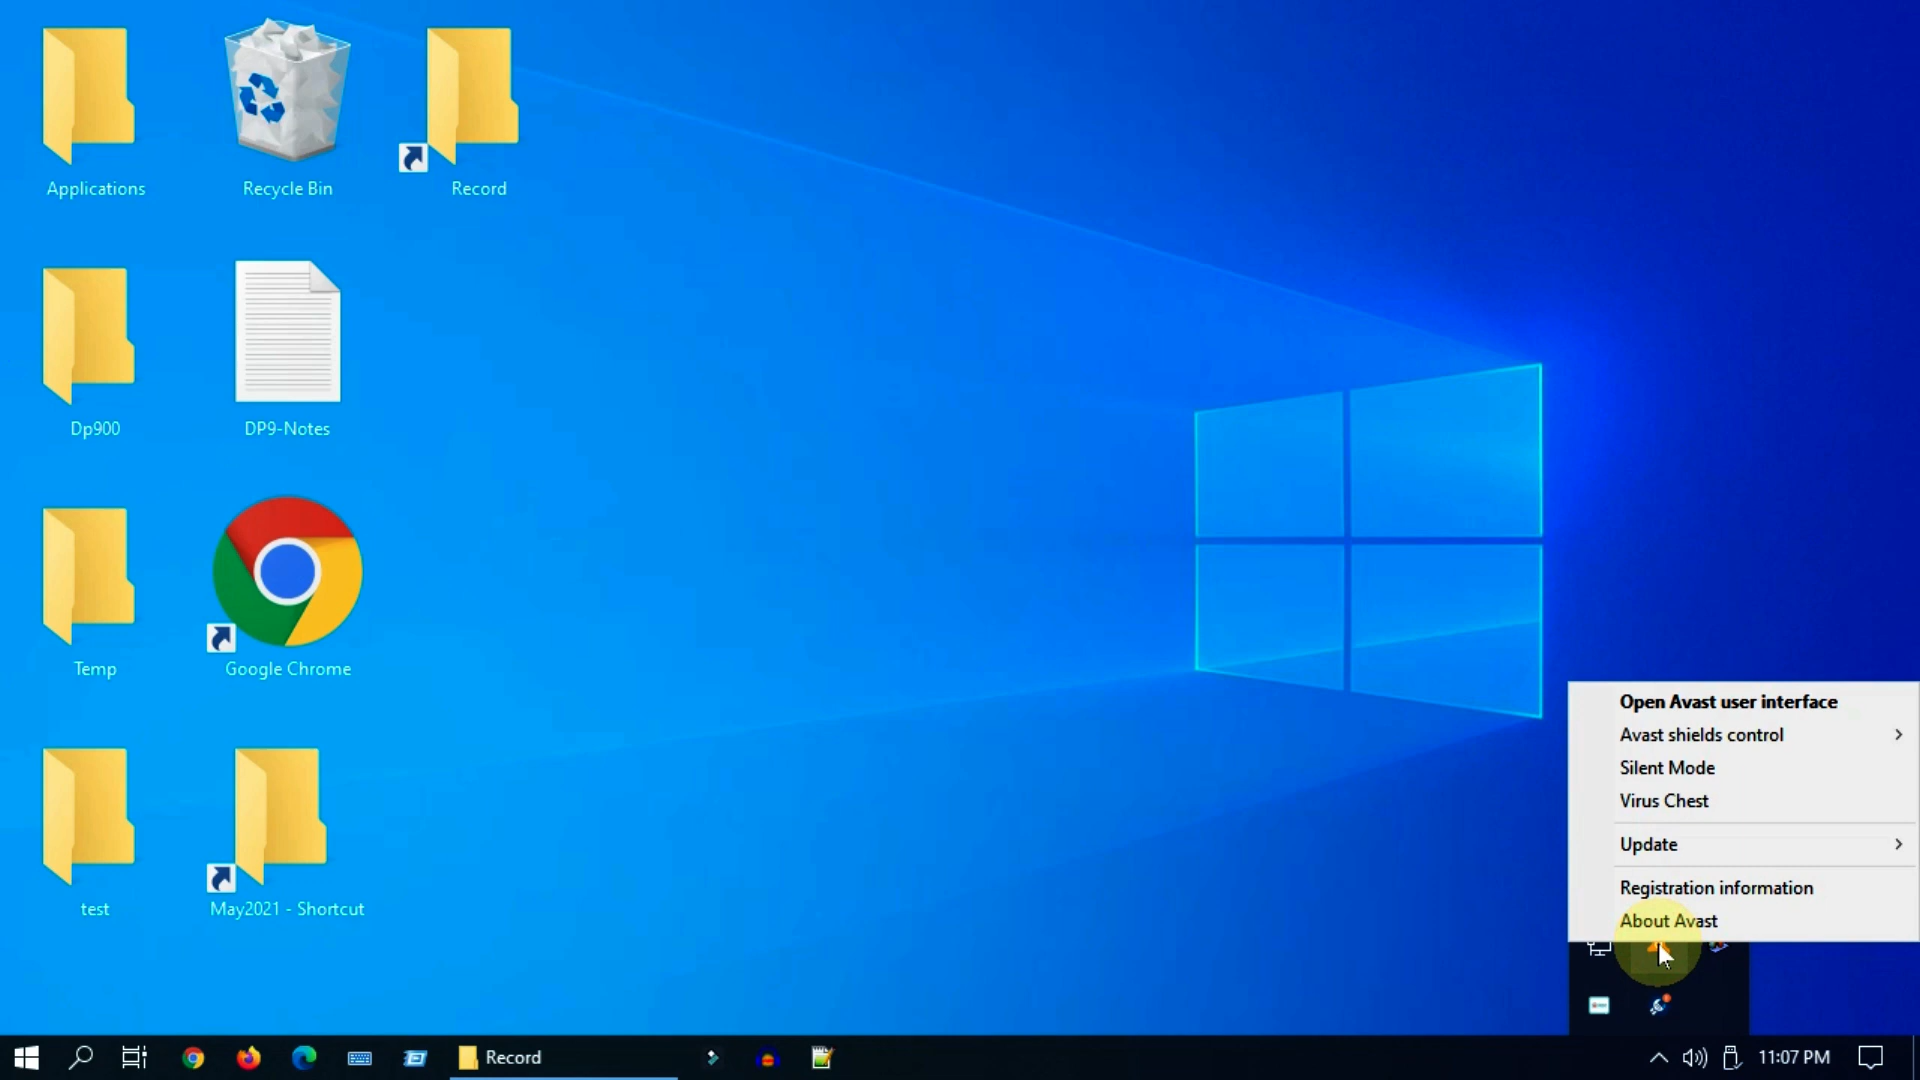 Applications
Recycle Bin
Record
Dp900
DP9-Notes
Temp
Google Chrome
test
May2021 - Shortcut
Open Avast user interface
Avast shields control
Silent Mode
Virus Chest
Update
Registration information
About Avast
Record
11:07 PM